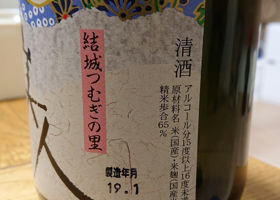 清酒
アルコール分15度以上16度未
原材料名 米(国産)・米麹(国産
精米歩合65%
結城つむぎの里
人
製造年月
19.1